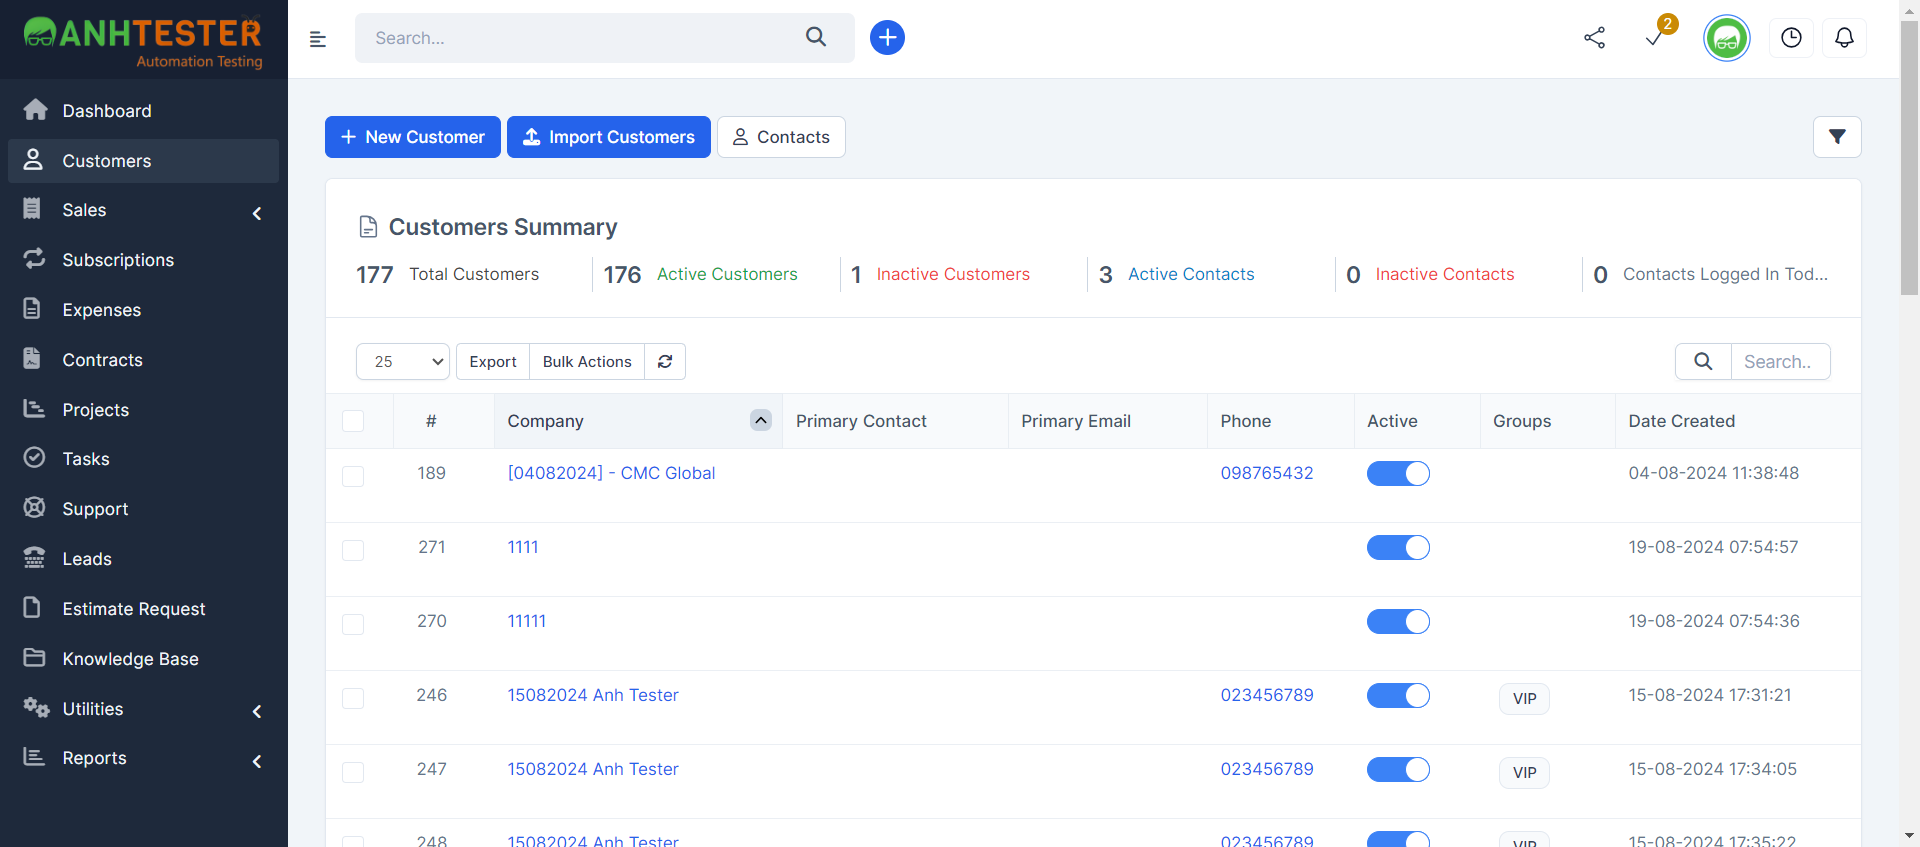 ANHTESTER
Automation Testing
Search...
2
Dashboard
Customers
Sales
Subscriptions
Expenses
Contracts
Projects
Tasks
Support
Leads
Estimate Request
Knowledge Base
Utilities
Reports
New Customer
Import Customers
Contacts
Customers Summary
177 Total Customers
176 Active Customers
1 Inactive Customers
3 Active Contacts
0 Inactive Contacts
0 Contacts Logged In Tod...
25
Export
Bulk Actions
Search..
# Company Primary Contact Primary Email Phone Active Groups Date Created
189 [04082024] - CMC Global 098765432 04-08-2024 11:38:48
271 1111 19-08-2024 07:54:57
270 11111 19-08-2024 07:54:36
246 15082024 Anh Tester 023456789 VIP 15-08-2024 17:31:21
247 15082024 Anh Tester 023456789 VIP 15-08-2024 17:34:05
248 15082024 Anh Tester 023456789 VIP 15-08-2024 17:35:22